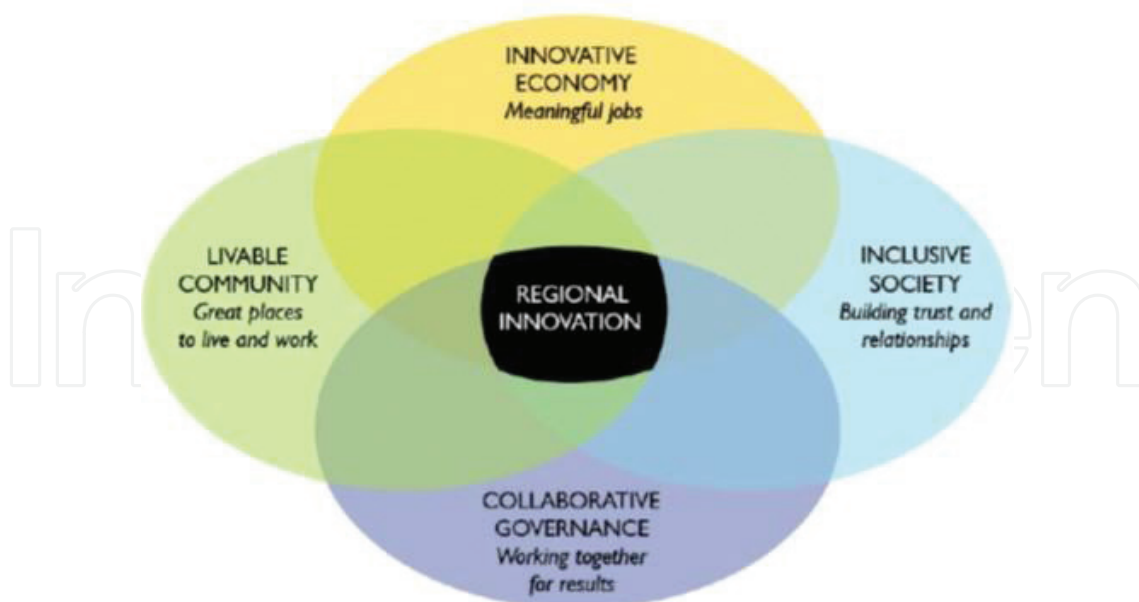 INNOVATIVE
ECONOMY
Meaningful jobs
LIVABLE
COMMUNITY
Great places
to live and work
REGIONAL
INNOVATION
INCLUSIVE
SOCIETY
Building trust and
relationships
COLLABORATIVE
GOVERNANCE
Working together
for results